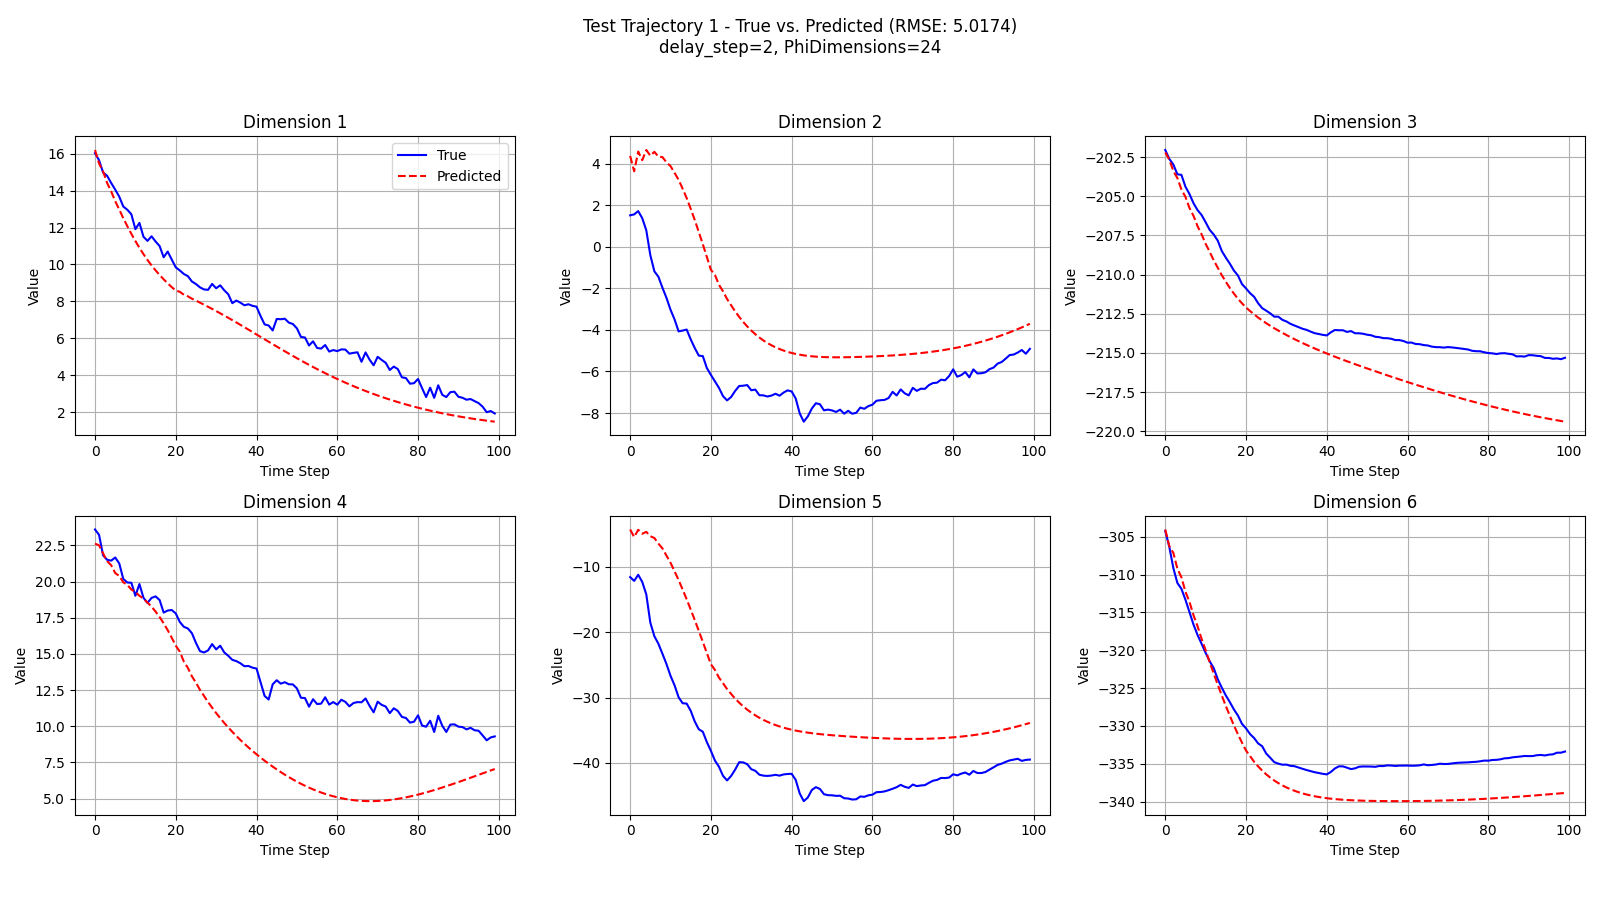 Test Trajectory 1 - True vs. Predicted (RMSE: 5.0174)
delay_step=2, PhiDimensions=24
Dimension 1
Value
16
14
12
10
8
6
4
2
0 20 40 60 80 100
Time Step
True
Predicted
Dimension 2
Value
4
2
0
−2
−4
−6
−8
0 20 40 60 80 100
Time Step
Dimension 3
Value
−202.5
−205.0
−207.5
−210.0
−212.5
−215.0
−217.5
−220.0
0 20 40 60 80 100
Time Step
Dimension 4
Value
22.5
20.0
17.5
15.0
12.5
10.0
7.5
5.0
0 20 40 60 80 100
Time Step
Dimension 5
Value
−10
−20
−30
−40
0 20 40 60 80 100
Time Step
Dimension 6
Value
−305
−310
−315
−320
−325
−330
−335
−340
0 20 40 60 80 100
Time Step